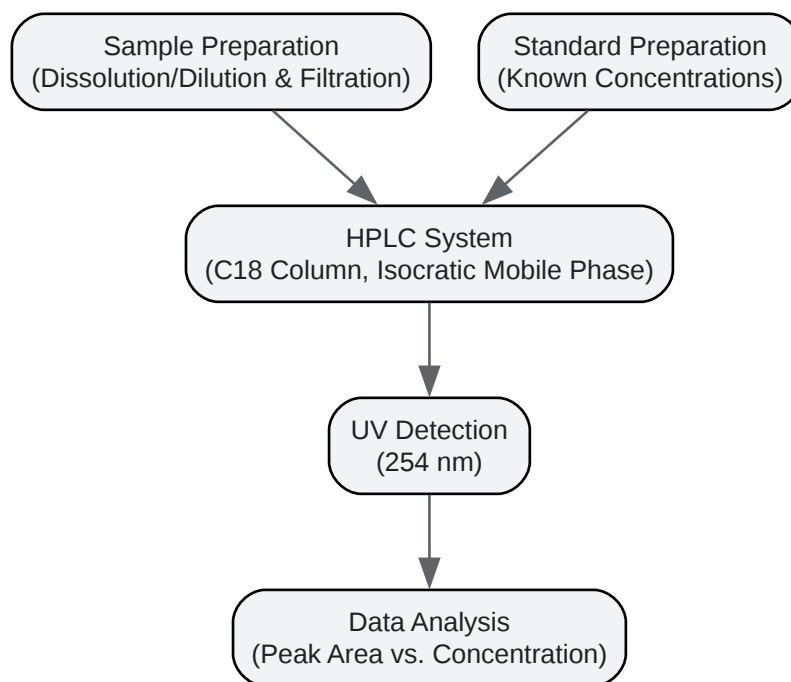 Sample Preparation
(Dissolution/Dilution & Filtration)
Standard Preparation
(Known Concentrations)
HPLC System
(C18 Column, Isocratic Mobile Phase)
UV Detection
(254 nm)
Data Analysis
(Peak Area vs. Concentration)